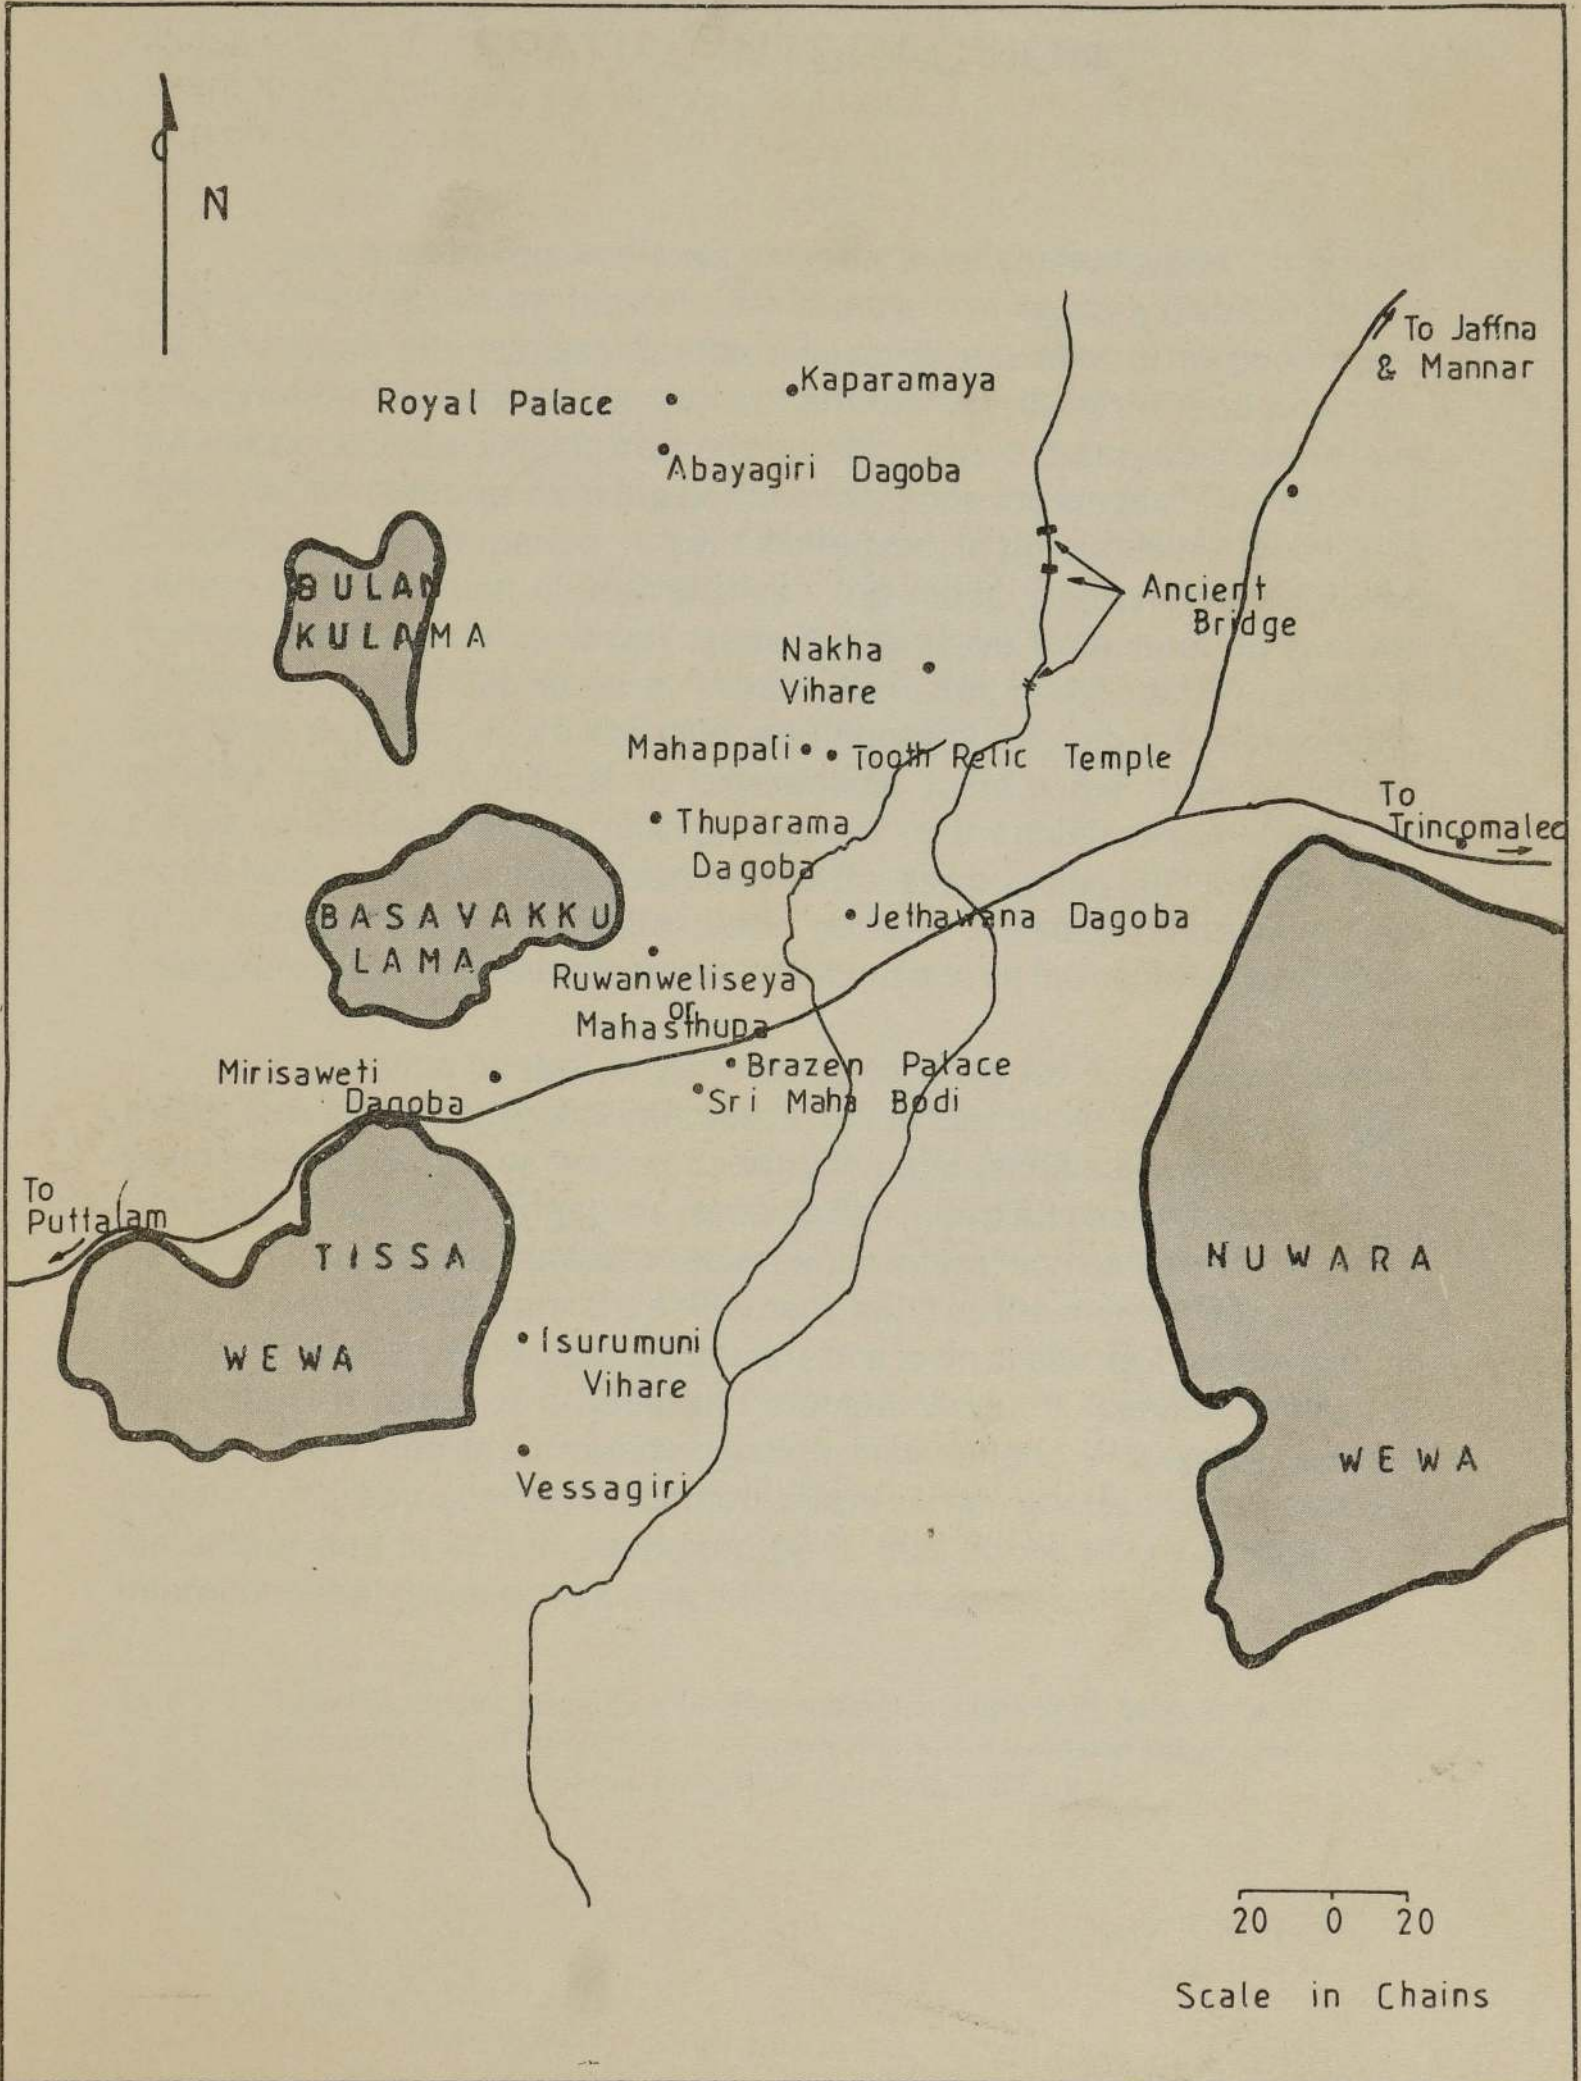 N
To Jaffna
& Mannar
Kaparamaya
Royal Palace
Abayagiri Dagoba
BULAN
KULAMA
Ancient
Bridge
Nakha
Vihare
Mahappali
Tooth Relic Temple
To
Trincomalee
Thuparama
Dagoba
BASAVAKKU
LAMA
Jethawana Dagoba
Ruwanweliseya
or
Mahasthupa
Brazen Palace
Mirisaweti
Dagoba
Sri Maha Bodi
To
Puttalam
TISSA
WEWA
NUWARA
WEWA
Isurumuni
Vihare
Vessagiri
20 0 20
Scale in Chains